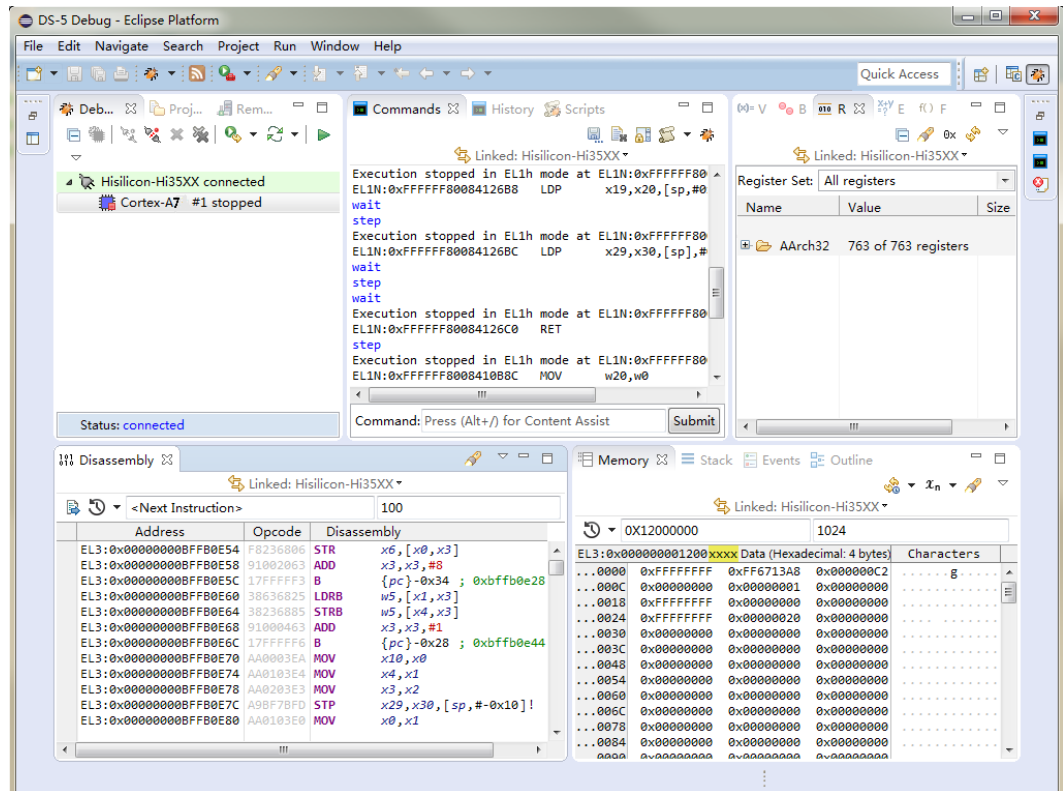 DS-5 Debug - Eclipse Platform
File Edit Navigate Search Project Run Window Help
Quick Access
Deb... Proj... Rem...
Hisilicon-Hi35XX connected
Cortex-A7 #1 stopped
Status: connected
Commands History Scripts
Linked: Hisilicon-Hi35XX
Execution stopped in EL1h mode at EL1N:0xFFFFFF80
EL1N:0xFFFFFF80084126B8 LDP x19,x20,[sp,#0
wait
step
Execution stopped in EL1h mode at EL1N:0xFFFFFF80
EL1N:0xFFFFFF80084126BC LDP x29,x30,[sp],#
wait
step
wait
Execution stopped in EL1h mode at EL1N:0xFFFFFF80
EL1N:0xFFFFFF80084126C0 RET
step
Execution stopped in EL1h mode at EL1N:0xFFFFFF80
EL1N:0xFFFFFF8008410B8C MOV w20,w0
Command: Press (Alt+/) for Content Assist Submit
(x)= V B R E f() F
Linked: Hisilicon-Hi35XX
Register Set: All registers
Name Value Size
AArch32 763 of 763 registers
Disassembly
Linked: Hisilicon-Hi35XX
<Next Instruction> 100
Address Opcode Disassembly
EL3:0x00000000BFFB0E54 F8236806 STR x6,[x0,x3]
EL3:0x00000000BFFB0E58 91002063 ADD x3,x3,#8
EL3:0x00000000BFFB0E5C 17FFFFF3 B {pc}-0x34 ; 0xbffb0e28
EL3:0x00000000BFFB0E60 38636825 LDRB w5,[x1,x3]
EL3:0x00000000BFFB0E64 38236885 STRB w5,[x4,x3]
EL3:0x00000000BFFB0E68 91000463 ADD x3,x3,#1
EL3:0x00000000BFFB0E6C 17FFFFF6 B {pc}-0x28 ; 0xbffb0e44
EL3:0x00000000BFFB0E70 AA0003EA MOV x10,x0
EL3:0x00000000BFFB0E74 AA0103E4 MOV x4,x1
EL3:0x00000000BFFB0E78 AA0203E3 MOV x3,x2
EL3:0x00000000BFFB0E7C A9BF7BFD STP x29,x30,[sp,#-0x10]!
EL3:0x00000000BFFB0E80 AA0103E0 MOV x0,x1
Memory Stack Events Outline
Linked: Hisilicon-Hi35XX
0X12000000 1024
EL3:0x000000001200xxxx Data (Hexadecimal: 4 bytes) Characters
...0000 0xFFFFFFFF 0xFF6713A8 0x000000C2 ......g.....
...000C 0x00000000 0x00000001 0x00000000 ............
...0018 0xFFFFFFFF 0x00000000 0x00000000 ............
...0024 0xFFFFFFFF 0x00000020 0x00000000 .... .......
...0030 0x00000000 0x00000000 0x00000000 ............
...003C 0x00000000 0x00000000 0x00000000 ............
...0048 0x00000000 0x00000000 0x00000000 ............
...0054 0x00000000 0x00000000 0x00000000 ............
...0060 0x00000000 0x00000000 0x00000000 ............
...006C 0x00000000 0x00000000 0x00000000 ............
...0078 0x00000000 0x00000000 0x00000000 ............
...0084 0x00000000 0x00000000 0x00000000 ............
...0090 0x00000000 0x00000000 0x00000000